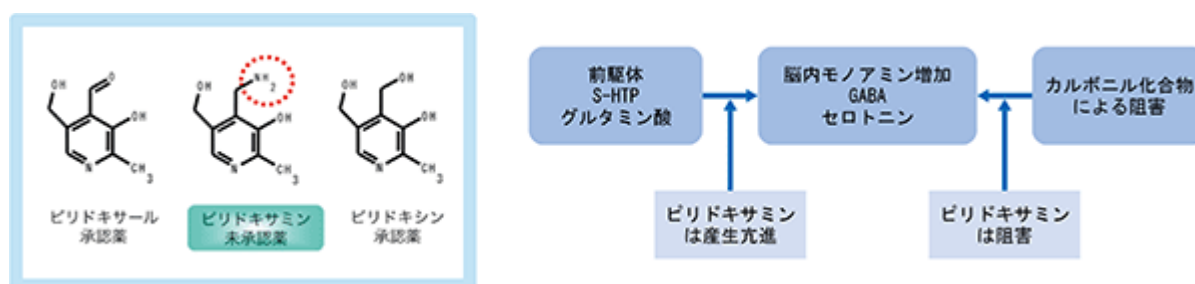 OH
O
OH
N
CH3
ピリドキサール
承認薬
OH
NH2
OH
N
CH3
ピリドキサミン
未承認薬
OH
OH
OH
N
CH3
ピリドキシン
承認薬
前駆体
S-HTP
グルタミン酸
脳内モノアミン増加
GABA
セロトニン
カルボニル化合物
による阻害
ピリドキサミン
は産生亢進
ピリドキサミン
は阻害